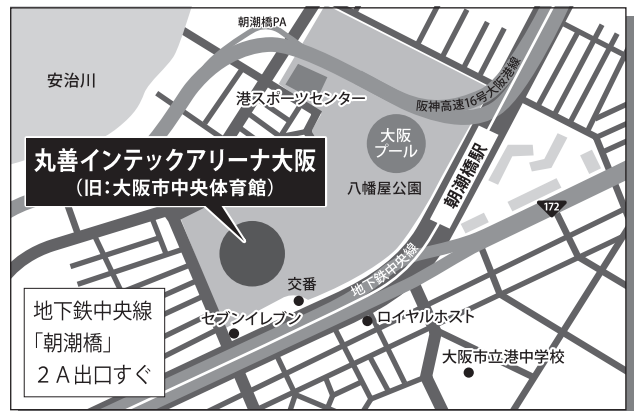 朝潮橋PA
安治川
港スポーツセンター
阪神高速16号大阪港線
大阪
プール
丸善インテックアリーナ大阪
(旧:大阪市中央体育館)
八幡屋公園
朝潮橋駅
172
地下鉄中央線
交番
セブンイレブン
ロイヤルホスト
大阪市立港中学校
地下鉄中央線
「朝潮橋」
2A出口すぐ